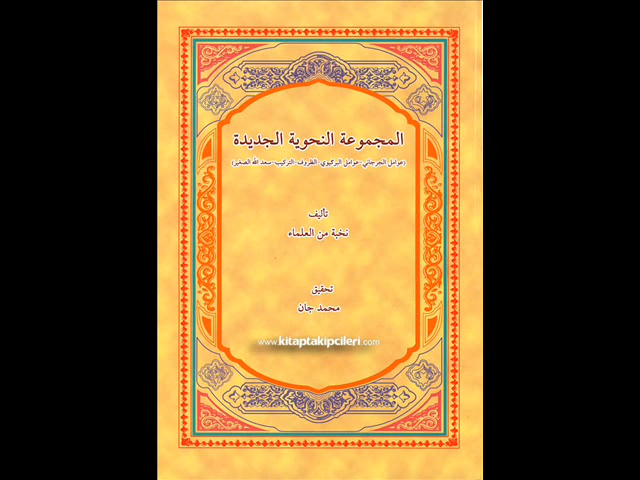 المجموعة النحوية الجديدة
(عوامل الجرجاني-عوامل البركيوي-الظروف-التركيب-سعد الله الصغير)
تأليف
نخبة من العلماء
تحقيق
محمد جان
www.kitaptakipcileri.com